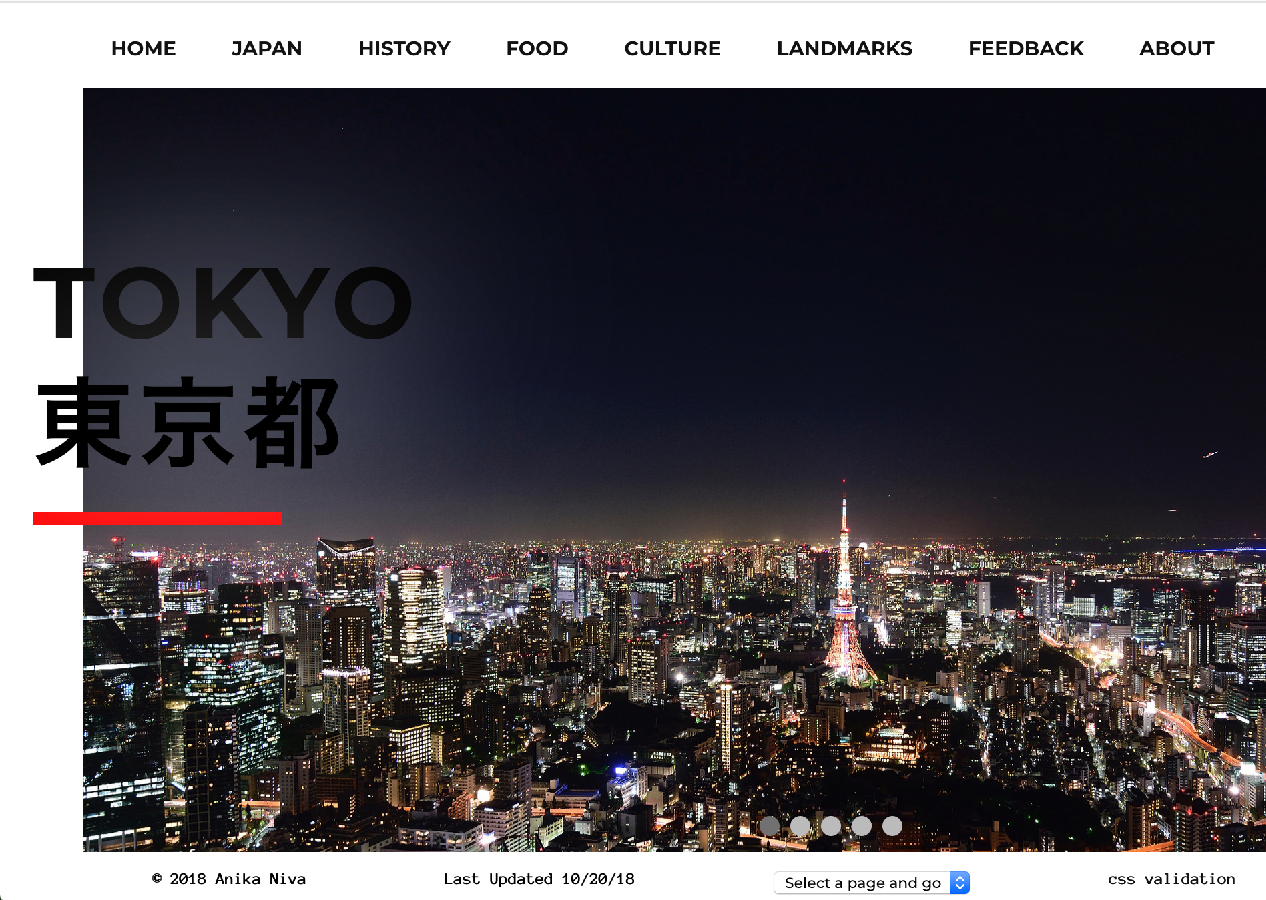 HOME JAPAN HISTORY FOOD CULTURE LANDMARKS FEEDBACK ABOUT
TOKYO
東京都
© 2018 Anika Niva Last Updated 10/20/18 Select a page and go css validation